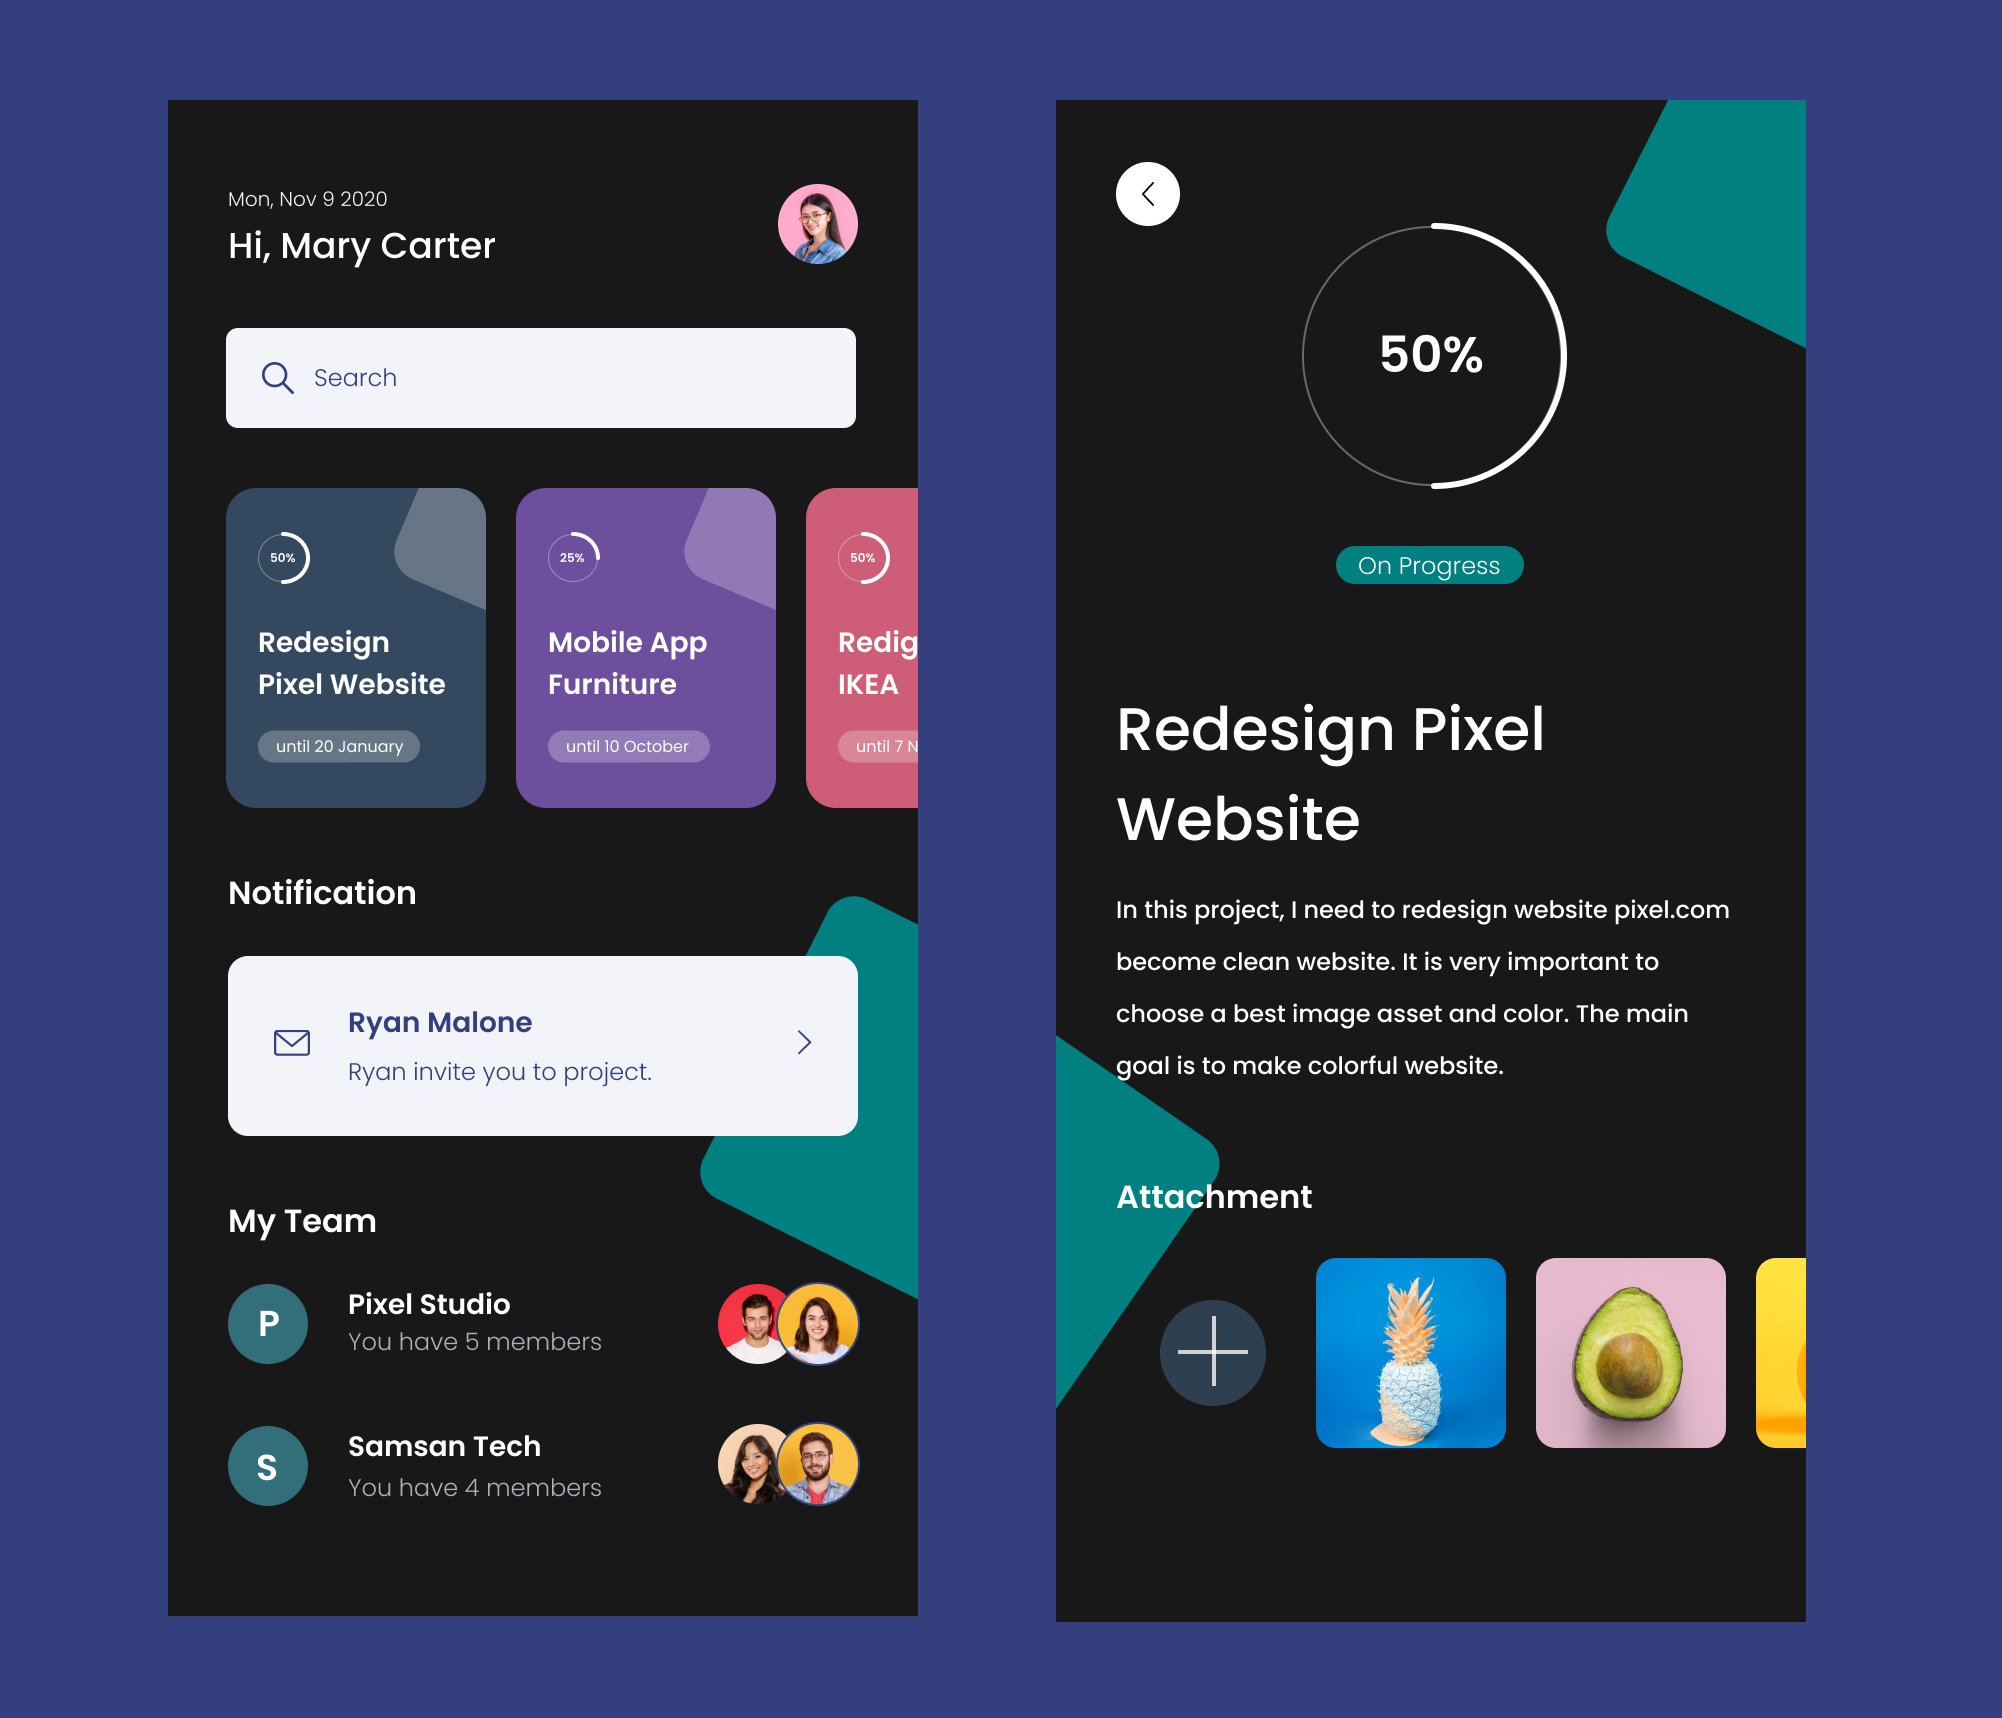 Mon, Nov 9 2020
Hi, Mary Carter
Search
50%
Redesign
Pixel Website
until 20 January
25%
Mobile App
Furniture
until 10 October
50%
Redig
IKEA
until 7 N
Notification
Ryan Malone
Ryan invite you to project.
My Team
P
Pixel Studio
You have 5 members
S
Samsan Tech
You have 4 members
50%
On Progress
Redesign Pixel
Website
In this project, I need to redesign website pixel.com
become clean website. It is very important to
choose a best image asset and color. The main
goal is to make colorful website.
Attachment